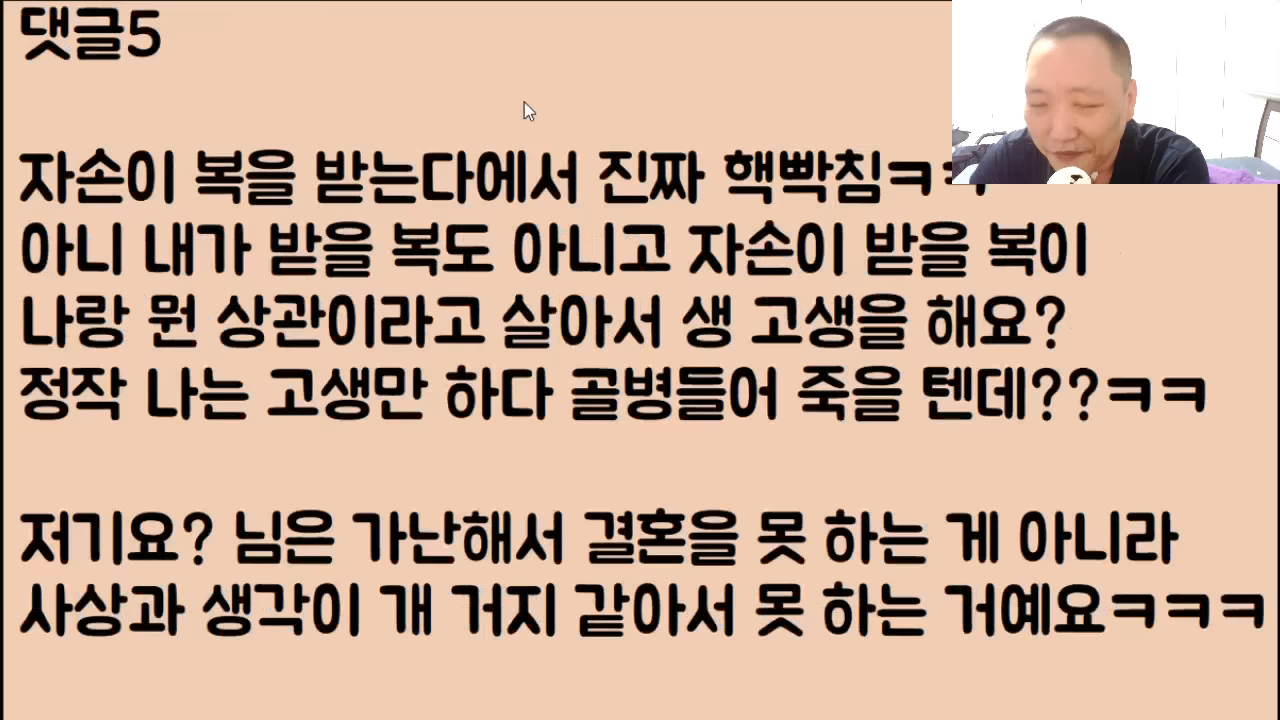 댓글5
자손이 복을 받는다에서 진짜 핵빡침ㅋㅋ
아니 내가 받을 복도 아니고 자손이 받을 복이
나랑 뭔 상관이라고 살아서 생 고생을 해요?
정작 나는 고생만 하다 골병들어 죽을 텐데??ㅋㅋ
저기요? 님은 가난해서 결혼을 못 하는 게 아니라
사상과 생각이 개 거지 같아서 못 하는 거예요ㅋㅋㅋ